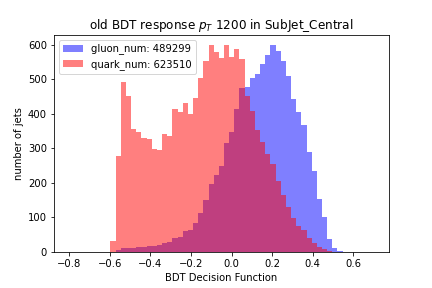 old BDT response p_T 1200 in SubJet_Central
gluon_num: 489299
quark_num: 623510
number of jets
600
500
400
300
200
100
0
−0.8 −0.6 −0.4 −0.2 0.0 0.2 0.4 0.6
BDT Decision Function